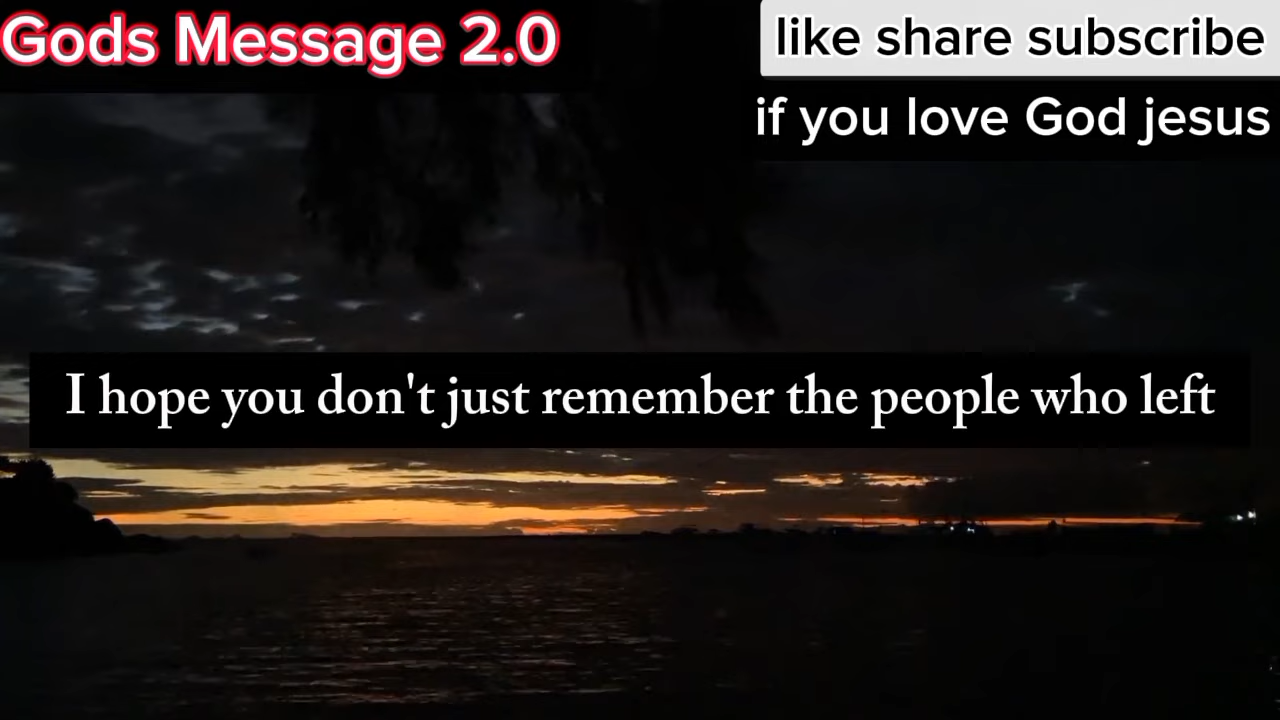 Gods Message 2.0
like share subscribe
if you love God jesus
I hope you don't just remember the people who left